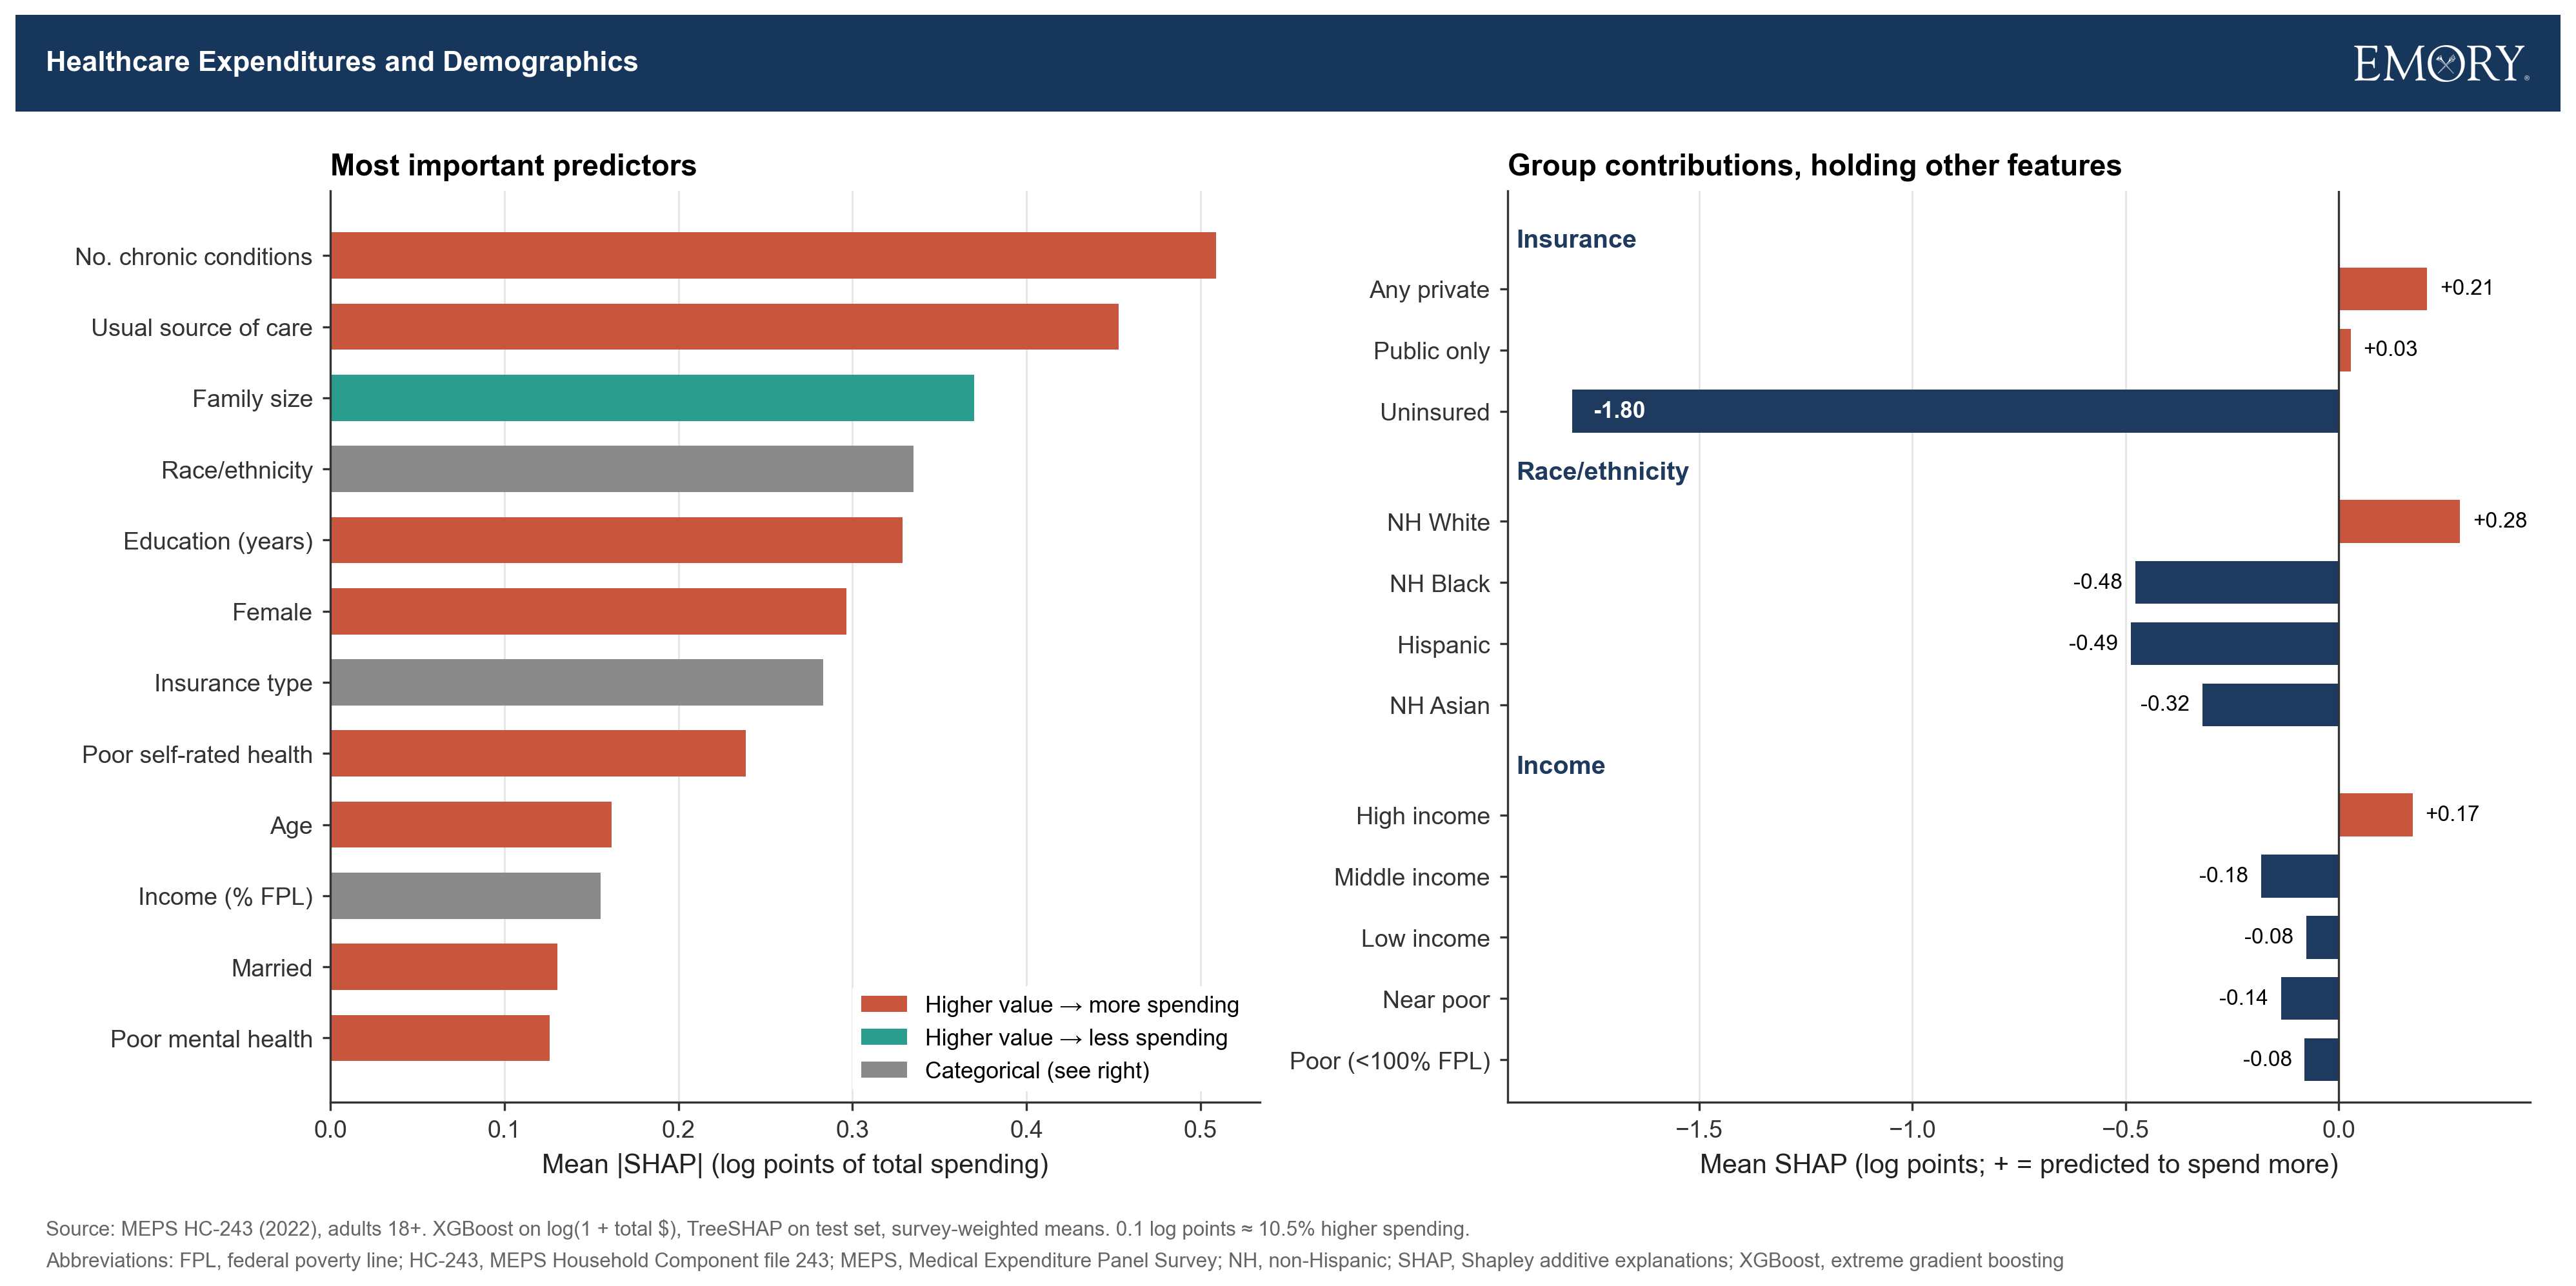 Healthcare Expenditures and Demographics
EMORY®
Most important predictors
No. chronic conditions
Usual source of care
Family size
Race/ethnicity
Education (years)
Female
Insurance type
Poor self-rated health
Age
Income (% FPL)
Married
Poor mental health
Higher value → more spending
Higher value → less spending
Categorical (see right)
0.0 0.1 0.2 0.3 0.4 0.5
Mean |SHAP| (log points of total spending)
Group contributions, holding other features
Insurance
Any private +0.21
Public only +0.03
Uninsured -1.80
Race/ethnicity
NH White +0.28
NH Black -0.48
Hispanic -0.49
NH Asian -0.32
Income
High income +0.17
Middle income -0.18
Low income -0.08
Near poor -0.14
Poor (<100% FPL) -0.08
−1.5 −1.0 −0.5 0.0
Mean SHAP (log points; + = predicted to spend more)
Source: MEPS HC-243 (2022), adults 18+. XGBoost on log(1 + total $), TreeSHAP on test set, survey-weighted means. 0.1 log points ≈ 10.5% higher spending.
Abbreviations: FPL, federal poverty line; HC-243, MEPS Household Component file 243; MEPS, Medical Expenditure Panel Survey; NH, non-Hispanic; SHAP, Shapley additive explanations; XGBoost, extreme gradient boosting